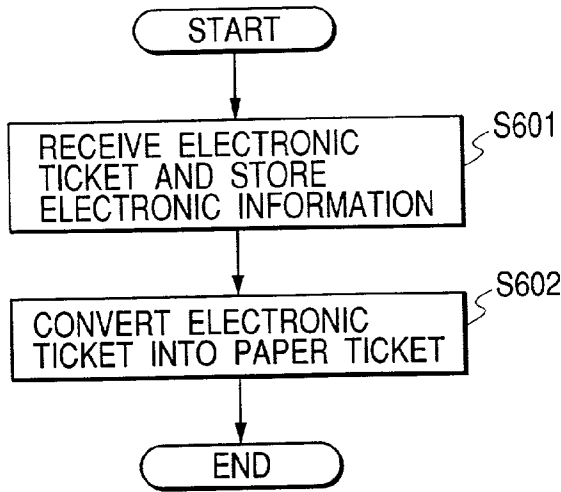 START
RECEIVE ELECTRONIC
TICKET AND STORE
ELECTRONIC INFORMATION
S601
CONVERT ELECTRONIC
TICKET INTO PAPER TICKET
S602
END